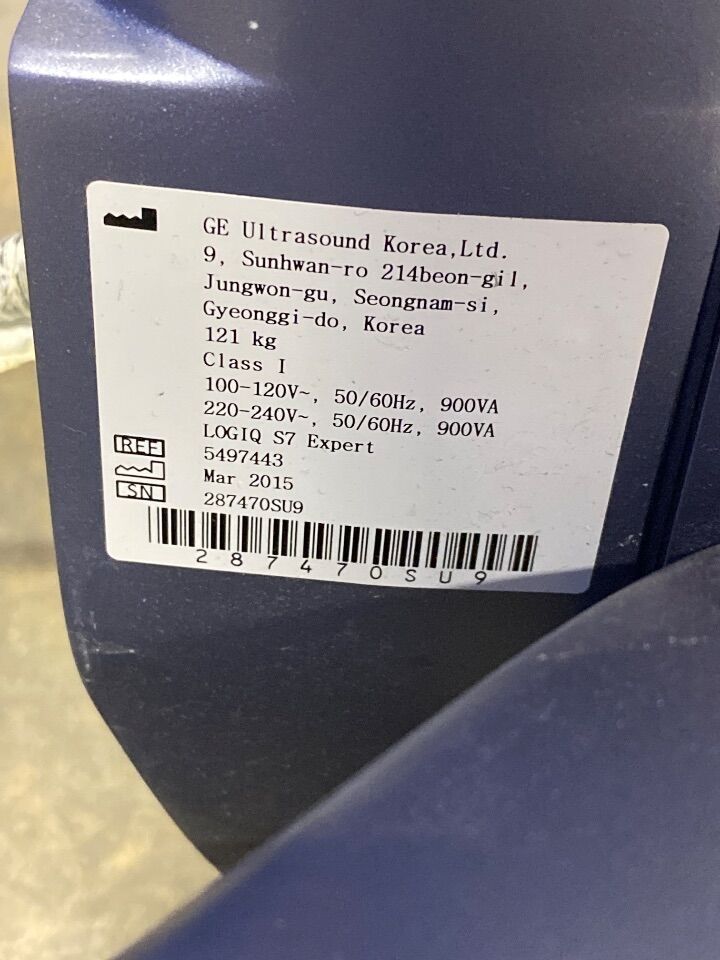 GE Ultrasound Korea,Ltd.
9, Sunhwan-ro 214beon-gil,
Jungwon-gu, Seongnam-si,
Gyeonggi-do, Korea
121 kg
Class I
100-120V~, 50/60Hz, 900VA
220-240V~, 50/60Hz, 900VA
LOGIQ S7 Expert
REF 5497443
Mar 2015
SN 287470SU9
287470SU9